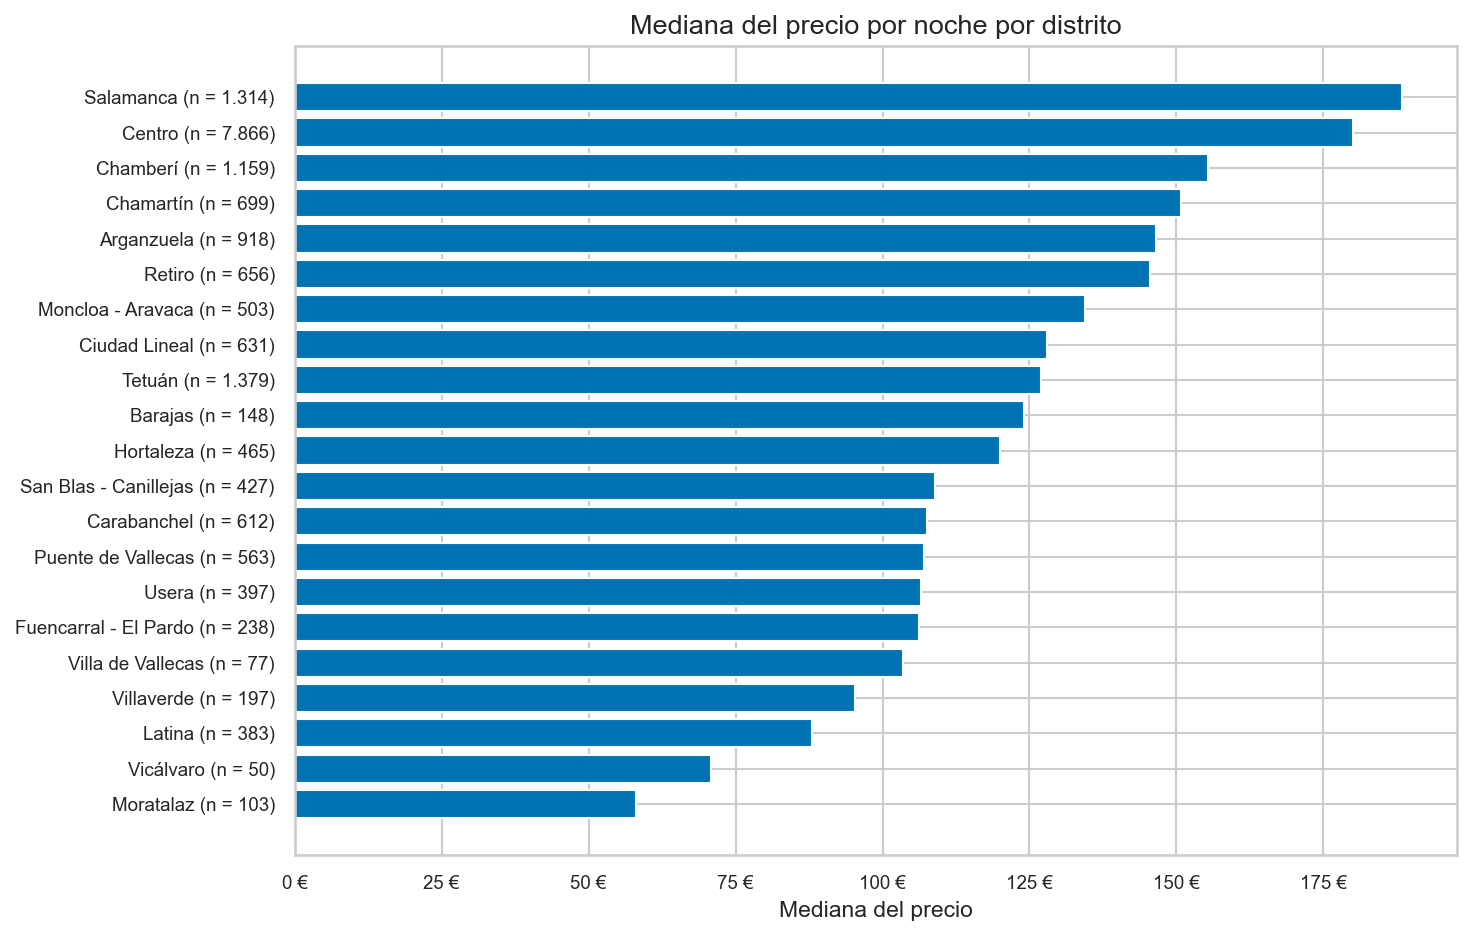 Mediana del precio por noche por distrito
Salamanca (n = 1.314)
Centro (n = 7.866)
Chamberí (n = 1.159)
Chamartín (n = 699)
Arganzuela (n = 918)
Retiro (n = 656)
Moncloa - Aravaca (n = 503)
Ciudad Lineal (n = 631)
Tetuán (n = 1.379)
Barajas (n = 148)
Hortaleza (n = 465)
San Blas - Canillejas (n = 427)
Carabanchel (n = 612)
Puente de Vallecas (n = 563)
Usera (n = 397)
Fuencarral - El Pardo (n = 238)
Villa de Vallecas (n = 77)
Villaverde (n = 197)
Latina (n = 383)
Vicálvaro (n = 50)
Moratalaz (n = 103)
0 € 25 € 50 € 75 € 100 € 125 € 150 € 175 €
Mediana del precio